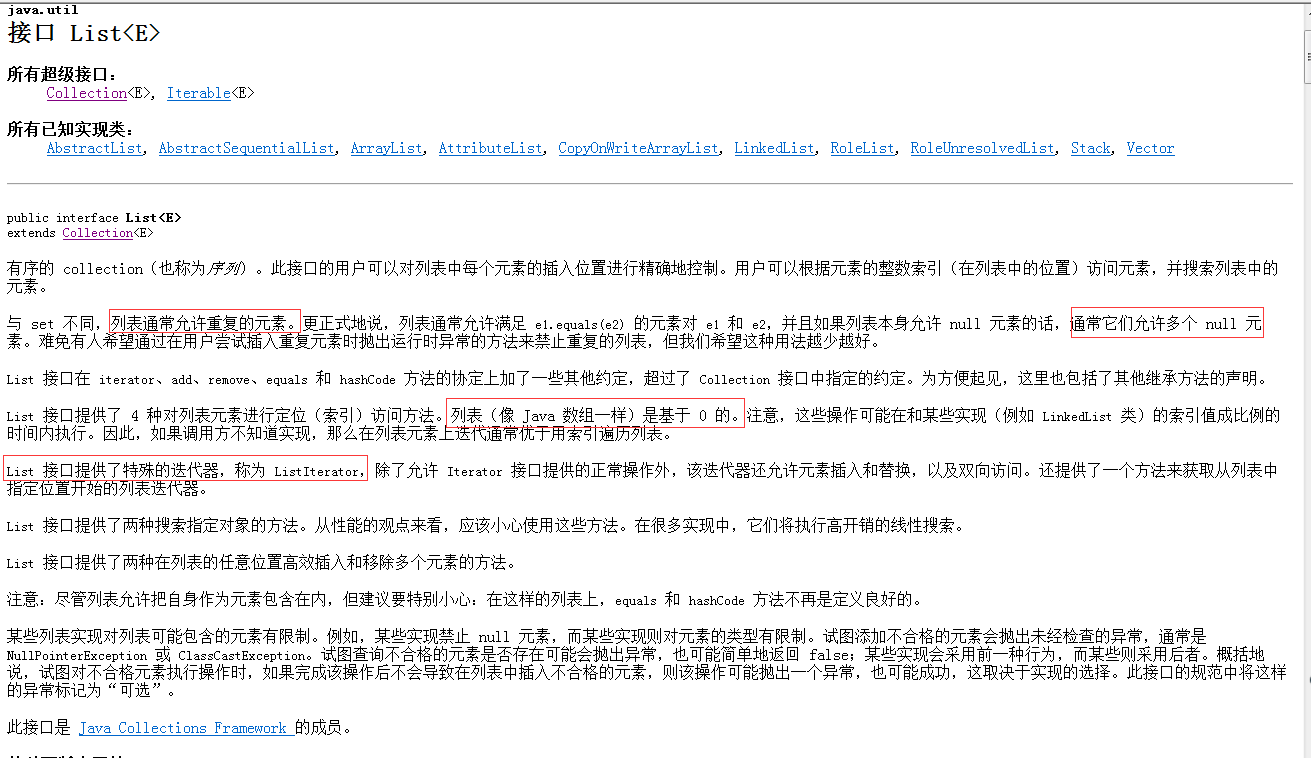 java.util
接口 List<E>
所有超级接口：
Collection<E>, Iterable<E>
所有已知实现类：
AbstractList, AbstractSequentialList, ArrayList, AttributeList, CopyOnWriteArrayList, LinkedList, RoleList, RoleUnresolvedList, Stack, Vector
public interface List<E>
extends Collection<E>
有序的 collection（也称为序列）。此接口的用户可以对列表中每个元素的插入位置进行精确地控制。用户可以根据元素的整数索引（在列表中的位置）访问元素，并搜索列表中的
元素。
与 set 不同，列表通常允许重复的元素。更正式地说，列表通常允许满足 e1.equals(e2) 的元素对 e1 和 e2，并且如果列表本身允许 null 元素的话，通常它们允许多个 null 元
素。难免有人希望通过在用户尝试插入重复元素时抛出运行时异常的方法来禁止重复的列表，但我们希望这种用法越少越好。
List 接口在 iterator、add、remove、equals 和 hashCode 方法的协定上加了一些其他约定，超过了 Collection 接口中指定的约定。为方便起见，这里也包括了其他继承方法的声明。
List 接口提供了 4 种对列表元素进行定位（索引）访问方法。列表（像 Java 数组一样）是基于 0 的。注意，这些操作可能在和某些实现（例如 LinkedList 类）的索引值成比例的
时间内执行。因此，如果调用方不知道实现，那么在列表元素上迭代通常优于用索引遍历列表。
List 接口提供了特殊的迭代器，称为 ListIterator，除了允许 Iterator 接口提供的正常操作外，该迭代器还允许元素插入和替换，以及双向访问。还提供了一个方法来获取从列表中
指定位置开始的列表迭代器。
List 接口提供了两种搜索指定对象的方法。从性能的观点来看，应该小心使用这些方法。在很多实现中，它们将执行高开销的线性搜索。
List 接口提供了两种在列表的任意位置高效插入和移除多个元素的方法。
注意：尽管列表允许把自身作为元素包含在内，但建议要特别小心：在这样的列表上，equals 和 hashCode 方法不再是定义良好的。
某些列表实现对列表可能包含的元素有限制。例如，某些实现禁止 null 元素，而某些实现则对元素的类型有限制。试图添加不合格的元素会抛出未经检查的异常，通常是
NullPointerException 或 ClassCastException。试图查询不合格的元素是否存在可能会抛出异常，也可能简单地返回 false；某些实现会采用前一种行为，而某些则采用后者。概括地
说，试图对不合格元素执行操作时，如果完成该操作后不会导致在列表中插入不合格的元素，则该操作可能抛出一个异常，也可能成功，这取决于实现的选择。此接口的规范中将这样
的异常标记为“可选”。
此接口是 Java Collections Framework 的成员。